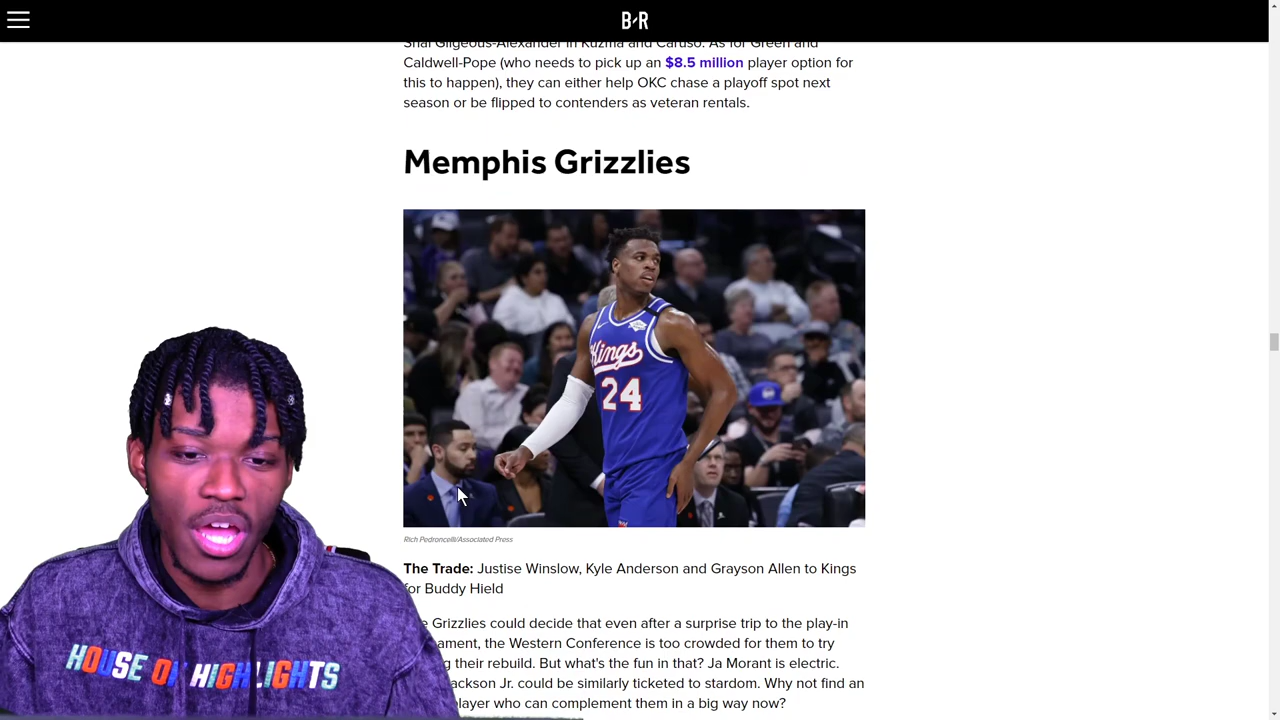 B/R
Shai Gilgeous-Alexander in Kuzma and Caruso. As for Green and
Caldwell-Pope (who needs to pick up an $8.5 million player option for
this to happen), they can either help OKC chase a playoff spot next
season or be flipped to contenders as veteran rentals.
Memphis Grizzlies
Kings
24
Rich Pedroncelli/Associated Press
The Trade: Justise Winslow, Kyle Anderson and Grayson Allen to Kings
for Buddy Hield
Grizzlies could decide that even after a surprise trip to the play-in
ament, the Western Conference is too crowded for them to try
their rebuild. But what's the fun in that? Ja Morant is electric.
ackson Jr. could be similarly ticketed to stardom. Why not find an
layer who can complement them in a big way now?
HOUSE OF HIGHLIGHTS